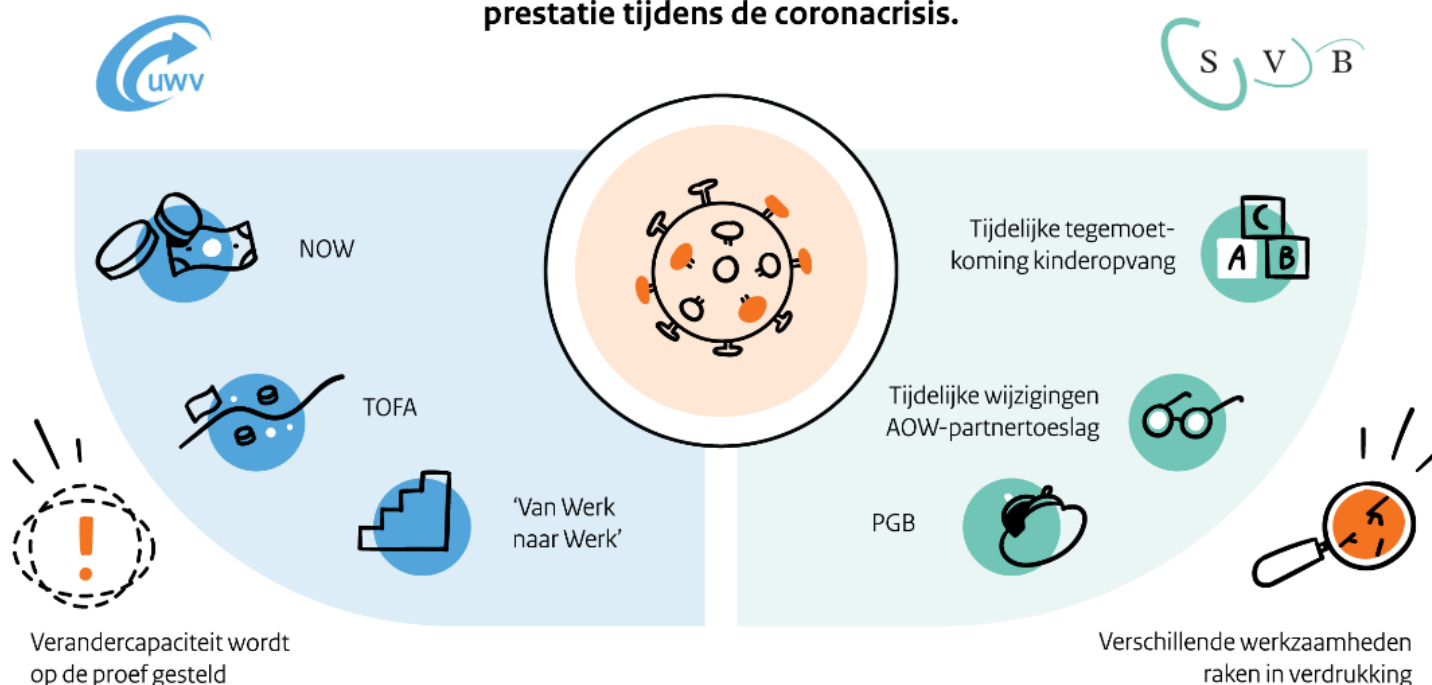 prestatie tijdens de coronacrisis.
UWV
S V B
NOW
TOFA
‘Van Werk
naar Werk’
Tijdelijke tegemoet-
koming kinderopvang
C
A B
Tijdelijke wijzigingen
AOW-partnertoeslag
PGB
!
Verandercapaciteit wordt
op de proef gesteld
Verschillende werkzaamheden
raken in verdrukking